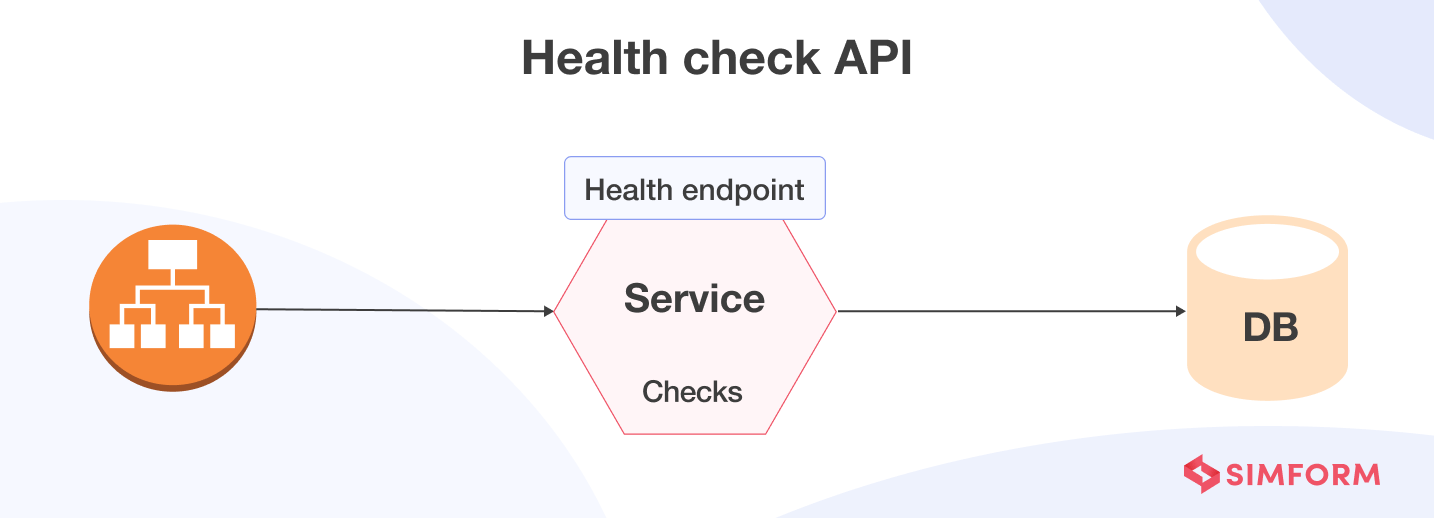 Health check API
Health endpoint
Service
Checks
DB
SIMFORM